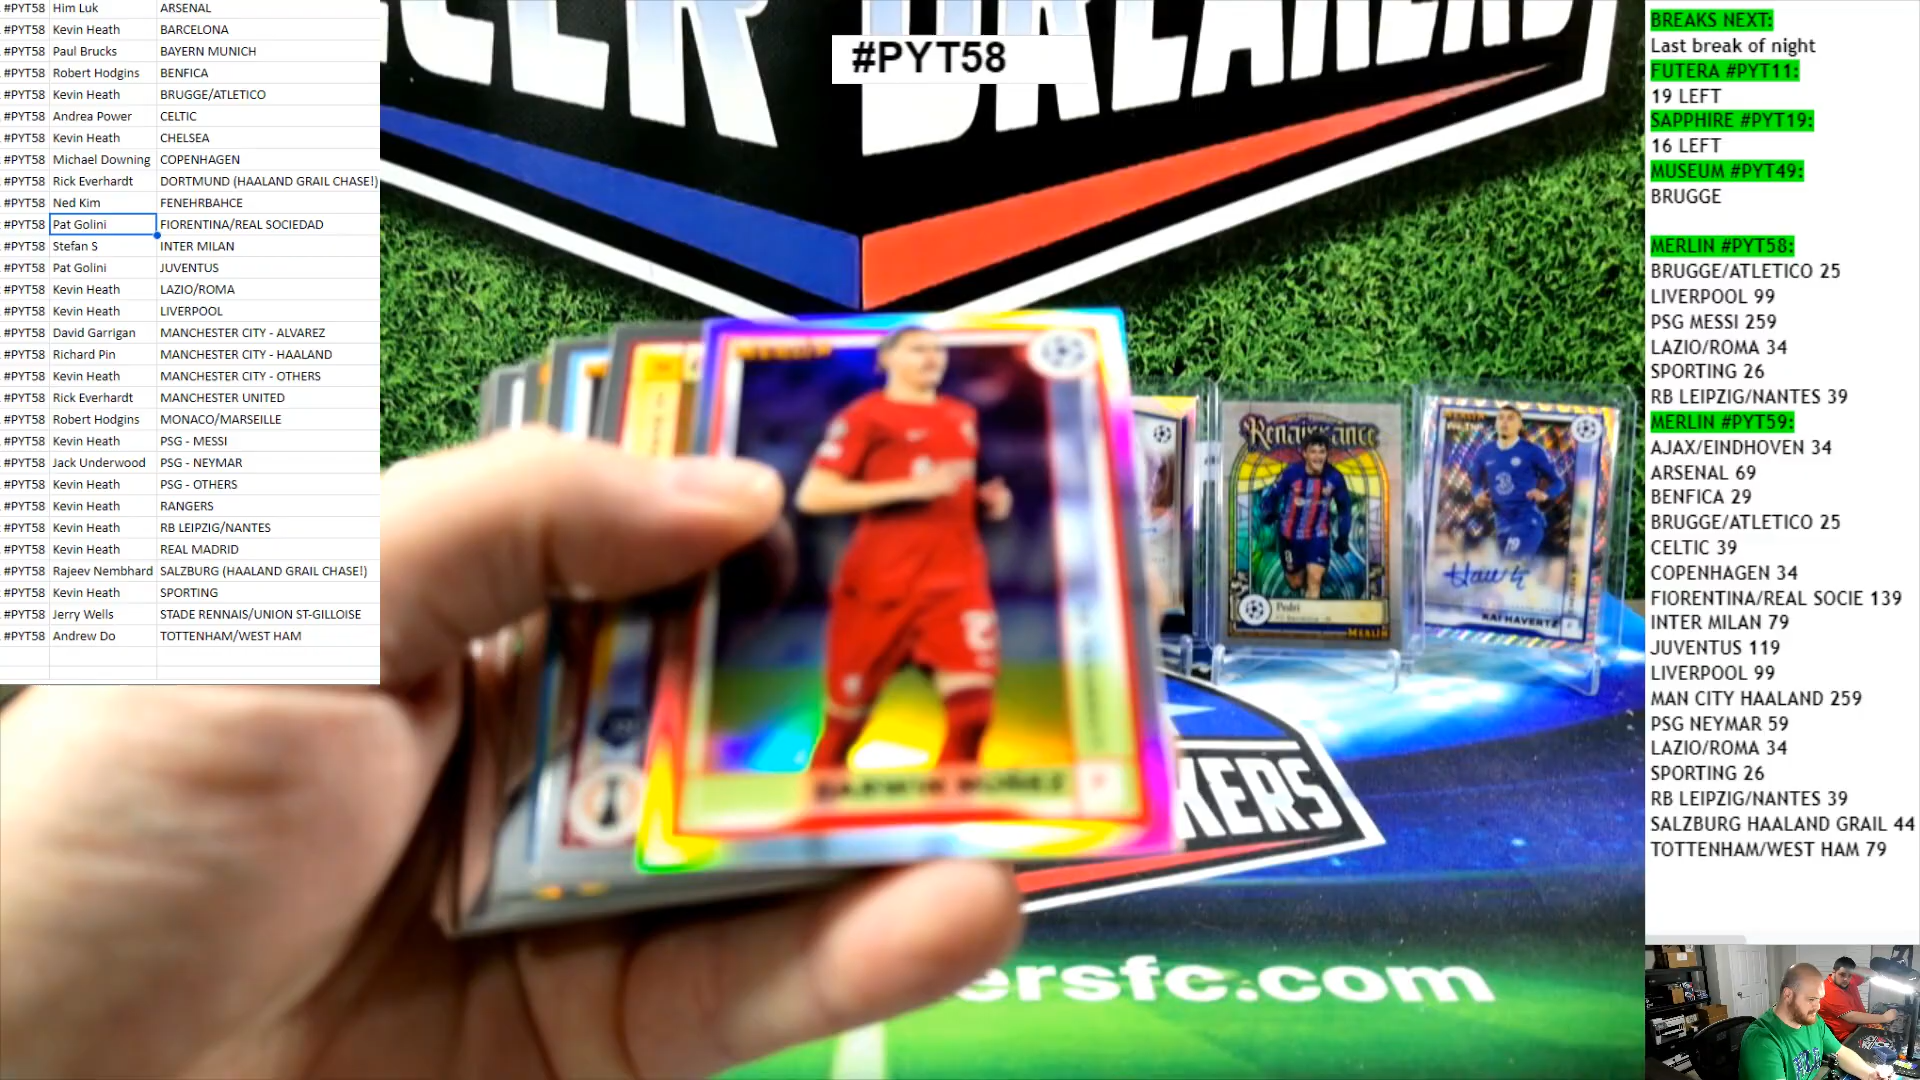 #PYT58 Him Luk ARSENAL
#PYT58 Kevin Heath BARCELONA
#PYT58 Paul Brucks BAYERN MUNICH
#PYT58 Robert Hodgins BENFICA
#PYT58 Kevin Heath BRUGGE/ATLETICO
#PYT58 Andrea Power CELTIC
#PYT58 Kevin Heath CHELSEA
#PYT58 Michael Downing COPENHAGEN
#PYT58 Rick Everhardt DORTMUND (HAALAND GRAIL CHASE!)
#PYT58 Ned Kim FENEHRBAHCE
#PYT58 Pat Golini FIORENTINA/REAL SOCIEDAD
#PYT58 Stefan S INTER MILAN
#PYT58 Pat Golini JUVENTUS
#PYT58 Kevin Heath LAZIO/ROMA
#PYT58 Kevin Heath LIVERPOOL
#PYT58 David Garrigan MANCHESTER CITY - ALVAREZ
#PYT58 Richard Pin MANCHESTER CITY - HAALAND
#PYT58 Kevin Heath MANCHESTER CITY - OTHERS
#PYT58 Rick Everhardt MANCHESTER UNITED
#PYT58 Robert Hodgins MONACO/MARSEILLE
#PYT58 Kevin Heath PSG - MESSI
#PYT58 Jack Underwood PSG - NEYMAR
#PYT58 Kevin Heath PSG - OTHERS
#PYT58 Kevin Heath RANGERS
#PYT58 Kevin Heath RB LEIPZIG/NANTES
#PYT58 Kevin Heath REAL MADRID
#PYT58 Rajeev Nembhard SALZBURG (HAALAND GRAIL CHASE!)
#PYT58 Kevin Heath SPORTING
#PYT58 Jerry Wells STADE RENNAIS/UNION ST-GILLOISE
#PYT58 Andrew Do TOTTENHAM/WEST HAM
#PYT58
MERLIN
DARWIN NÚÑEZ
Renaissance
Pedri
MERLIN
KAI HAVERTZ
KERS
ersfc.com
BREAKS NEXT:
Last break of night
FUTERA #PYT11:
19 LEFT
SAPPHIRE #PYT19:
16 LEFT
MUSEUM #PYT49:
BRUGGE
MERLIN #PYT58:
BRUGGE/ATLETICO 25
LIVERPOOL 99
PSG MESSI 259
LAZIO/ROMA 34
SPORTING 26
RB LEIPZIG/NANTES 39
MERLIN #PYT59:
AJAX/EINDHOVEN 34
ARSENAL 69
BENFICA 29
BRUGGE/ATLETICO 25
CELTIC 39
COPENHAGEN 34
FIORENTINA/REAL SOCIE 139
INTER MILAN 79
JUVENTUS 119
LIVERPOOL 99
MAN CITY HAALAND 259
PSG NEYMAR 59
LAZIO/ROMA 34
SPORTING 26
RB LEIPZIG/NANTES 39
SALZBURG HAALAND GRAIL 44
TOTTENHAM/WEST HAM 79